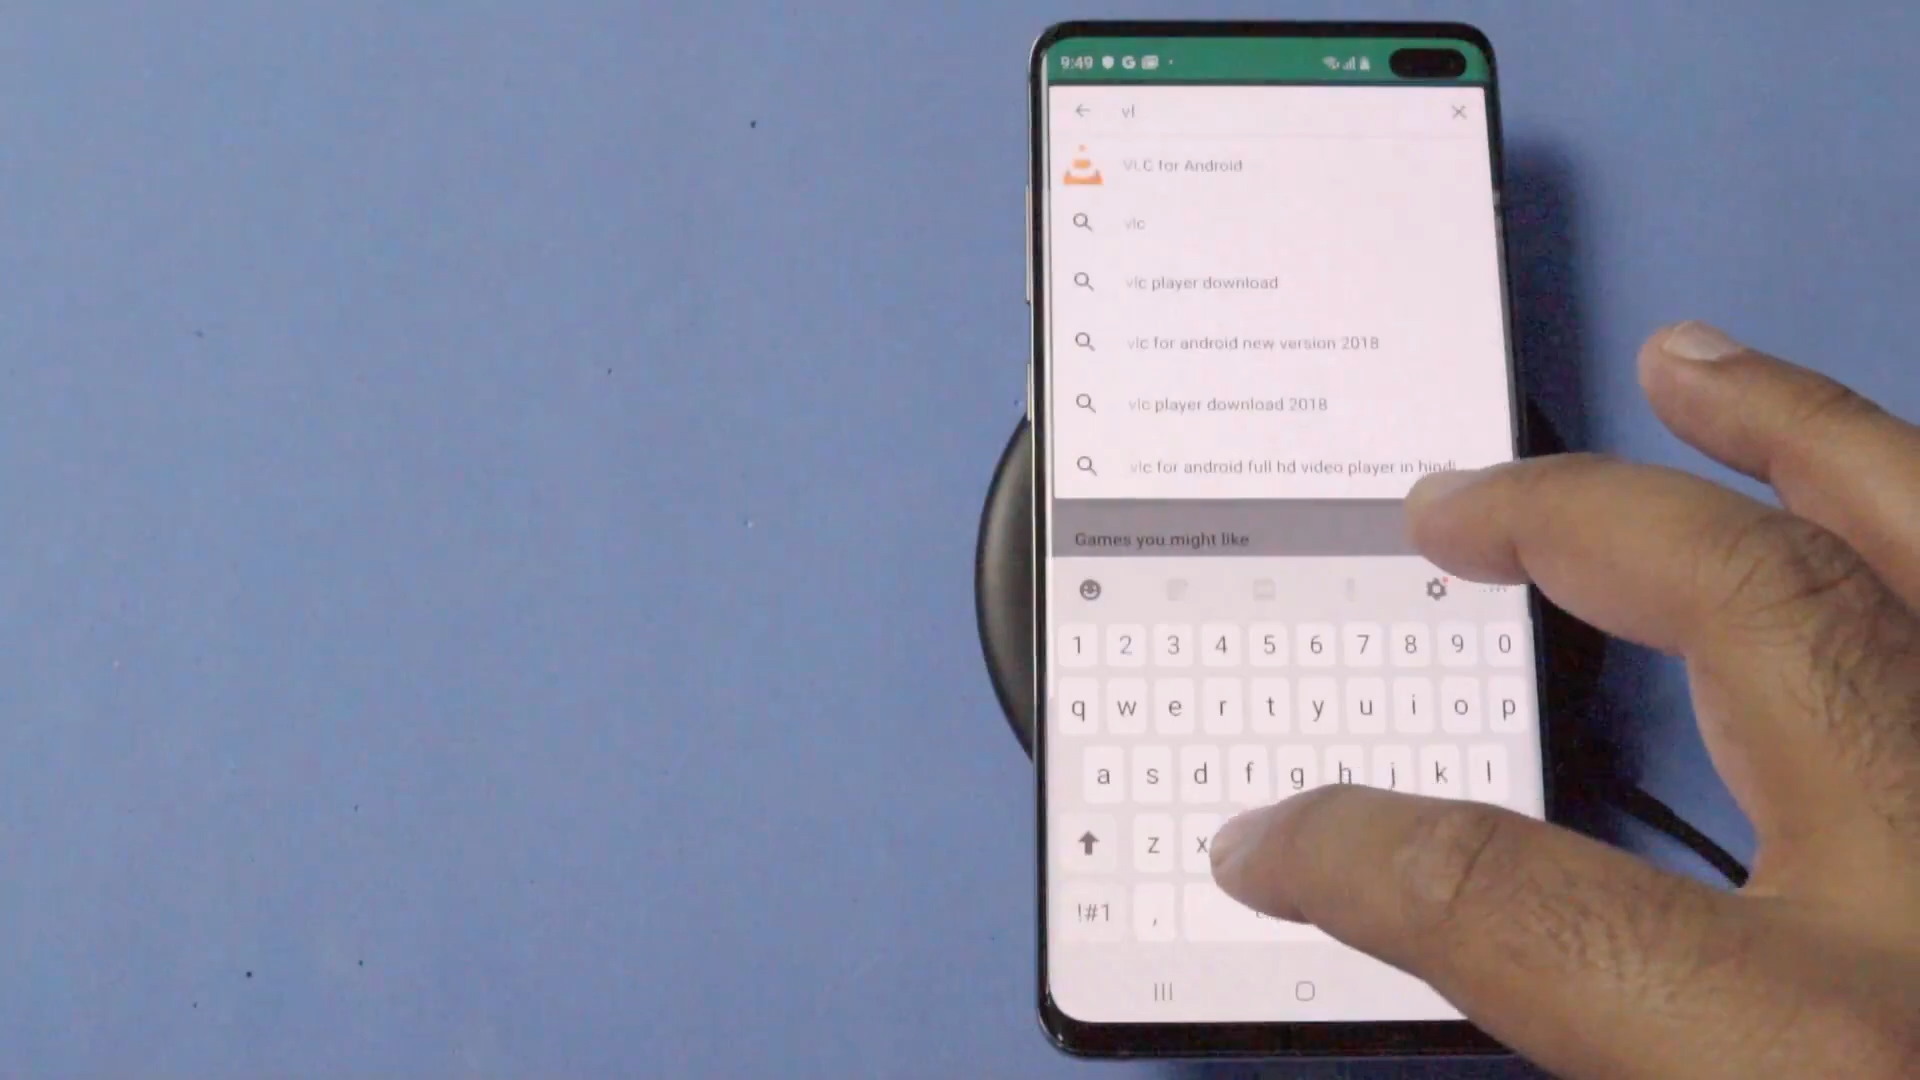 9:49 G
vl
VLC for Android
vlc
vlc player download
vlc for android new version 2018
vlc player download 2018
vlc for android full hd video player in hindi
Games you might like
1 2 3 4 5 6 7 8 9 0
q w e r t y u i o p
a s d f g h j k l
z x
!#1 ,